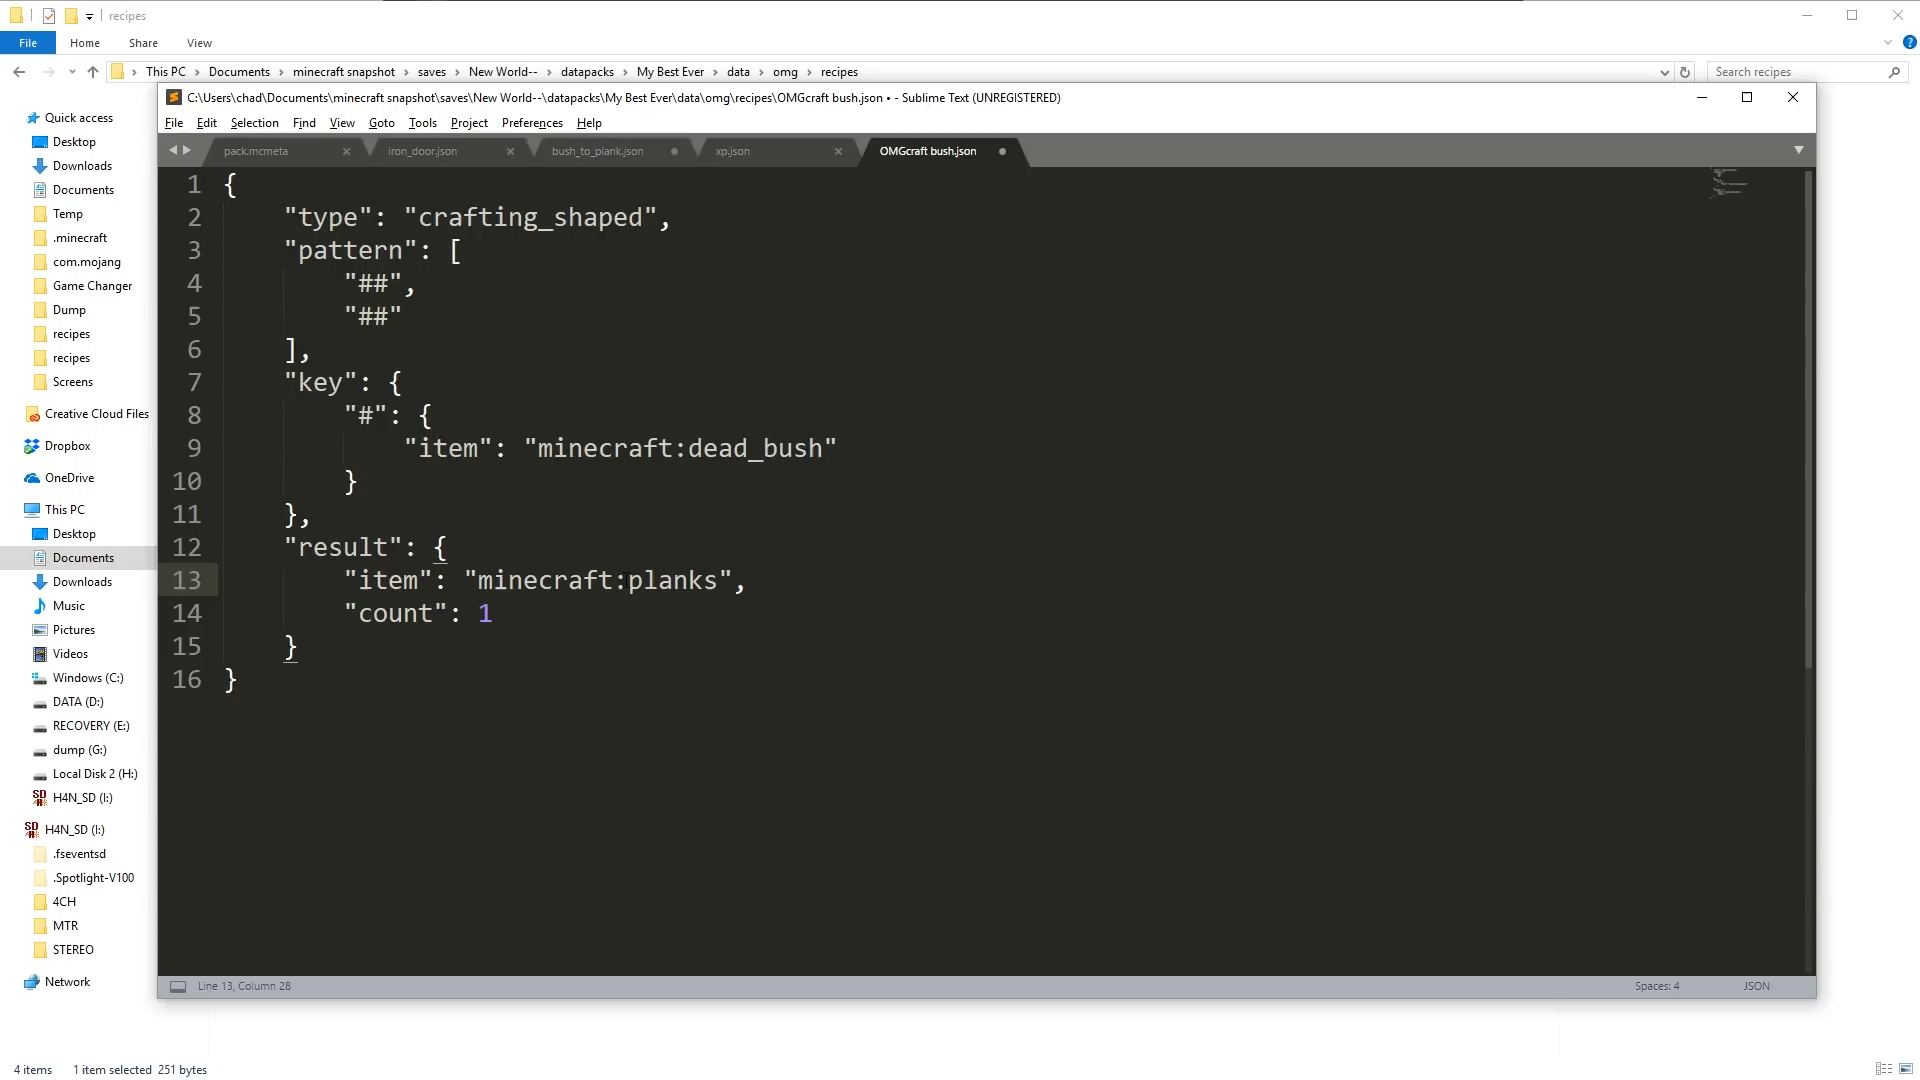 recipes
File Home Share View
This PC Documents minecraft snapshot saves New World-- datapacks My Best Ever data omg recipes Search recipes
C:\Users\chad\Documents\minecraft snapshot\saves\New World--\datapacks\My Best Ever\data\omg\recipes\OMGcraft bush.json • - Sublime Text (UNREGISTERED)
File Edit Selection Find View Goto Tools Project Preferences Help
pack.mcmeta iron_door.json bush_to_plank.json xp.json OMGcraft bush.json
1 {
2 "type": "crafting_shaped",
3 "pattern": [
4 "##",
5 "##"
6 ],
7 "key": {
8 "#": {
9 "item": "minecraft:dead_bush"
10 }
11 },
12 "result": {
13 "item": "minecraft:planks",
14 "count": 1
15 }
16 }
Line 13, Column 28 Spaces: 4 JSON
Quick access
Desktop
Downloads
Documents
Temp
.minecraft
com.mojang
Game Changer
Dump
recipes
recipes
Screens
Creative Cloud Files
Dropbox
OneDrive
This PC
Desktop
Documents
Downloads
Music
Pictures
Videos
Windows (C:)
DATA (D:)
RECOVERY (E:)
dump (G:)
Local Disk 2 (H:)
H4N_SD (I:)
H4N_SD (I:)
.fseventsd
.Spotlight-V100
4CH
MTR
STEREO
Network
4 items 1 item selected 251 bytes